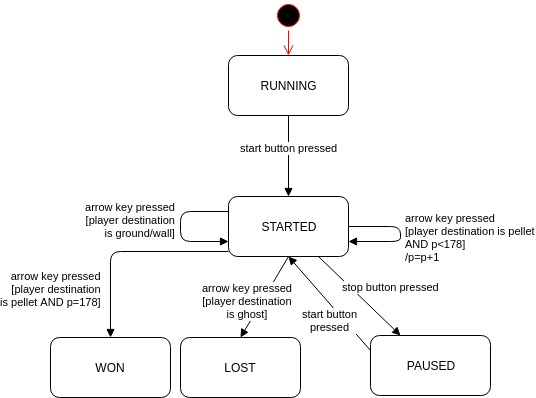 RUNNING
start button pressed
STARTED
arrow key pressed
[player destination
is ground/wall]
arrow key pressed
[player destination is pellet
AND p<178]
/p=p+1
arrow key pressed
[player destination
is pellet AND p=178]
arrow key pressed
[player destination
is ghost]
stop button pressed
start button
pressed
WON
LOST
PAUSED